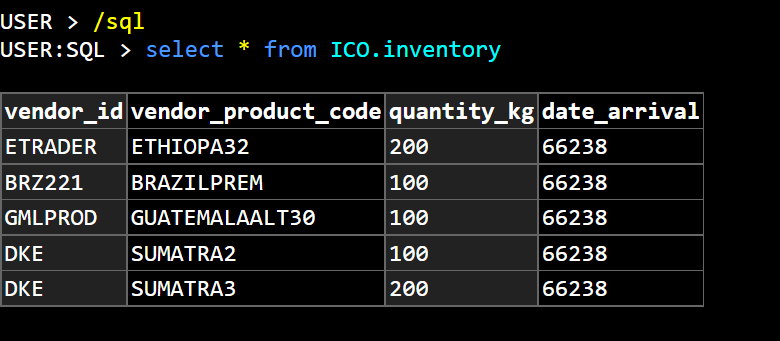 USER > /sql
USER:SQL > select * from ICO.inventory
vendor_id vendor_product_code quantity_kg date_arrival
ETRADER ETHIOPA32 200 66238
BRZ221 BRAZILPREM 100 66238
GMLPROD GUATEMALAALT30 100 66238
DKE SUMATRA2 100 66238
DKE SUMATRA3 200 66238